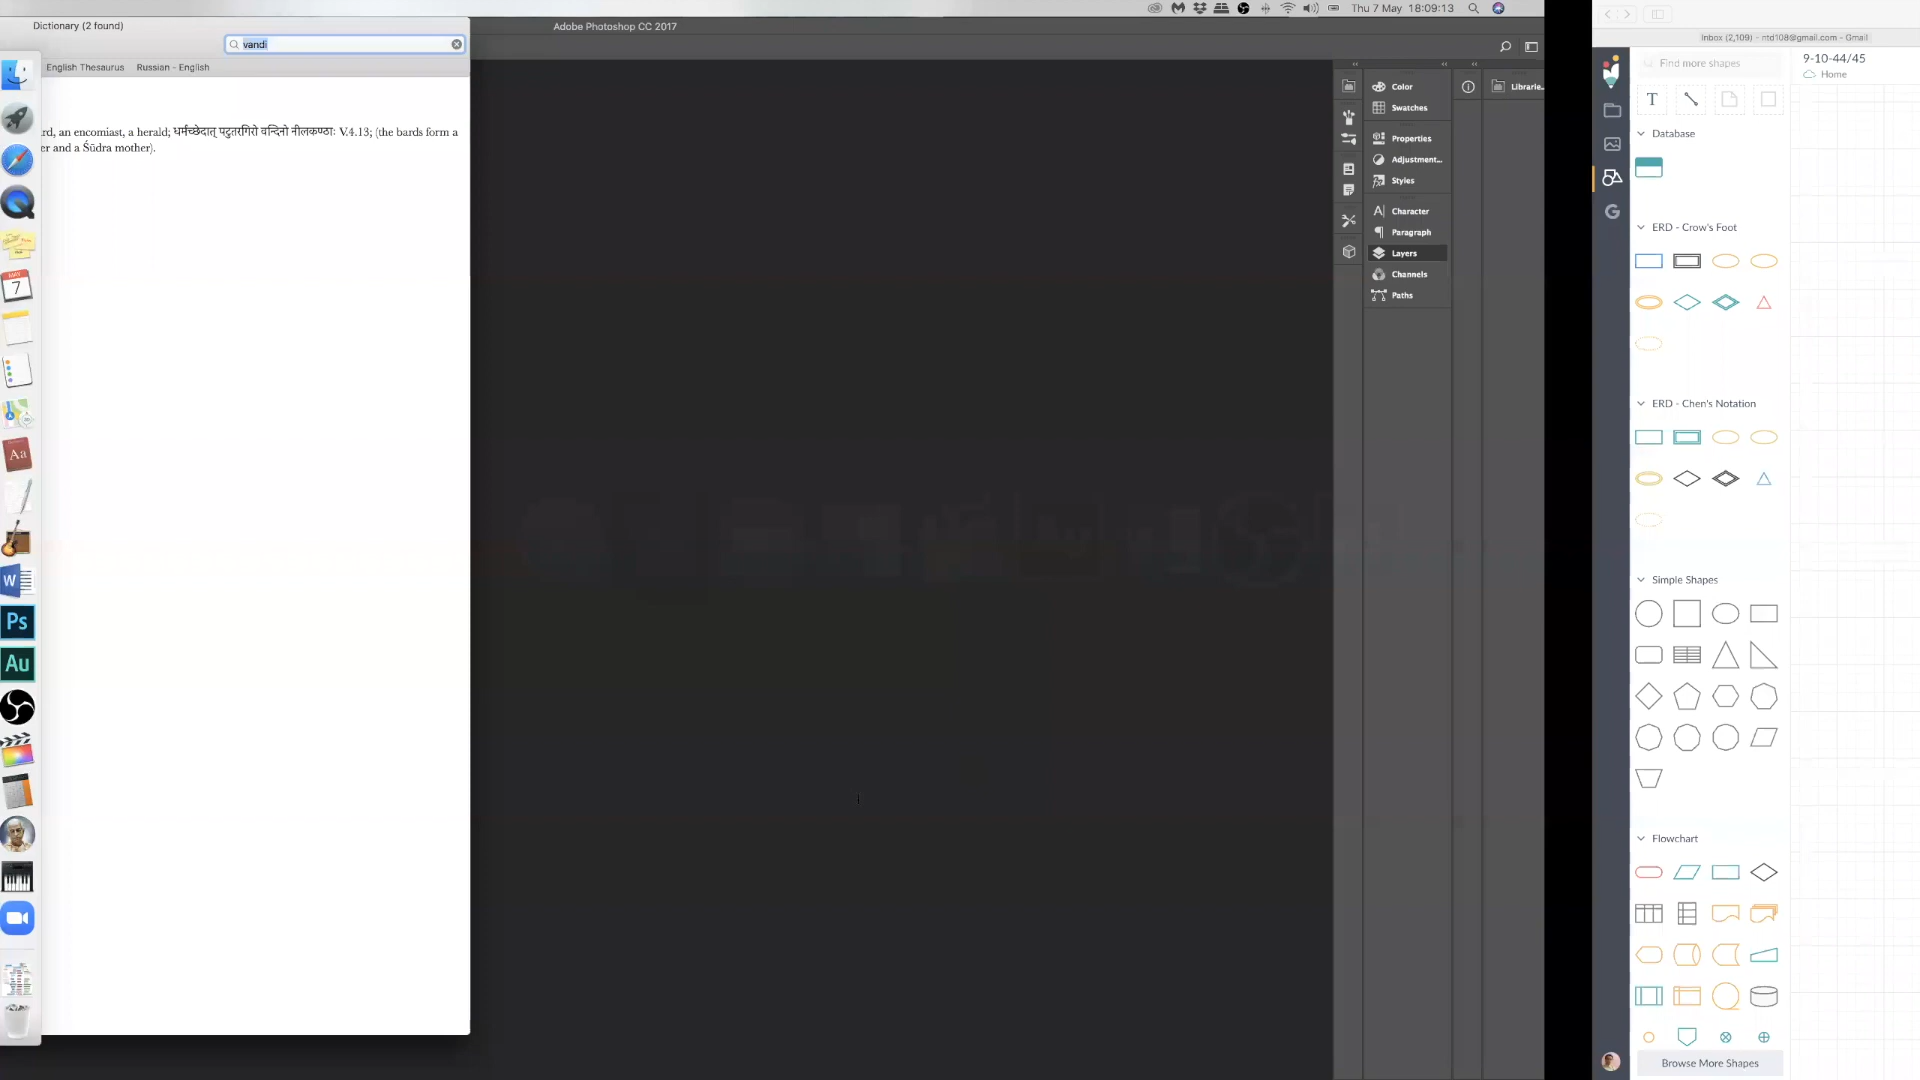 Thu 7 May 18:09:13
Dictionary (2 found)
Adobe Photoshop CC 2017
vandi
English Thesaurus Russian - English
rd, an encomiast, a herald; धर्मच्छेदात् पटुतरगिरो वन्दिनो नीलकण्ठाः V.4.13; (the bards form a
er and a Śūdra mother).
MAY
7
Aa
W
Ps
Au
Color
Librarie...
Swatches
Properties
Adjustment...
Styles
Character
Paragraph
Layers
Channels
Paths
Inbox (2,109) - ntd108@gmail.com - Gmail
Find more shapes
9-10-44/45
Home
T
G
Database
ERD - Crow's Foot
ERD - Chen's Notation
Simple Shapes
Flowchart
Browse More Shapes